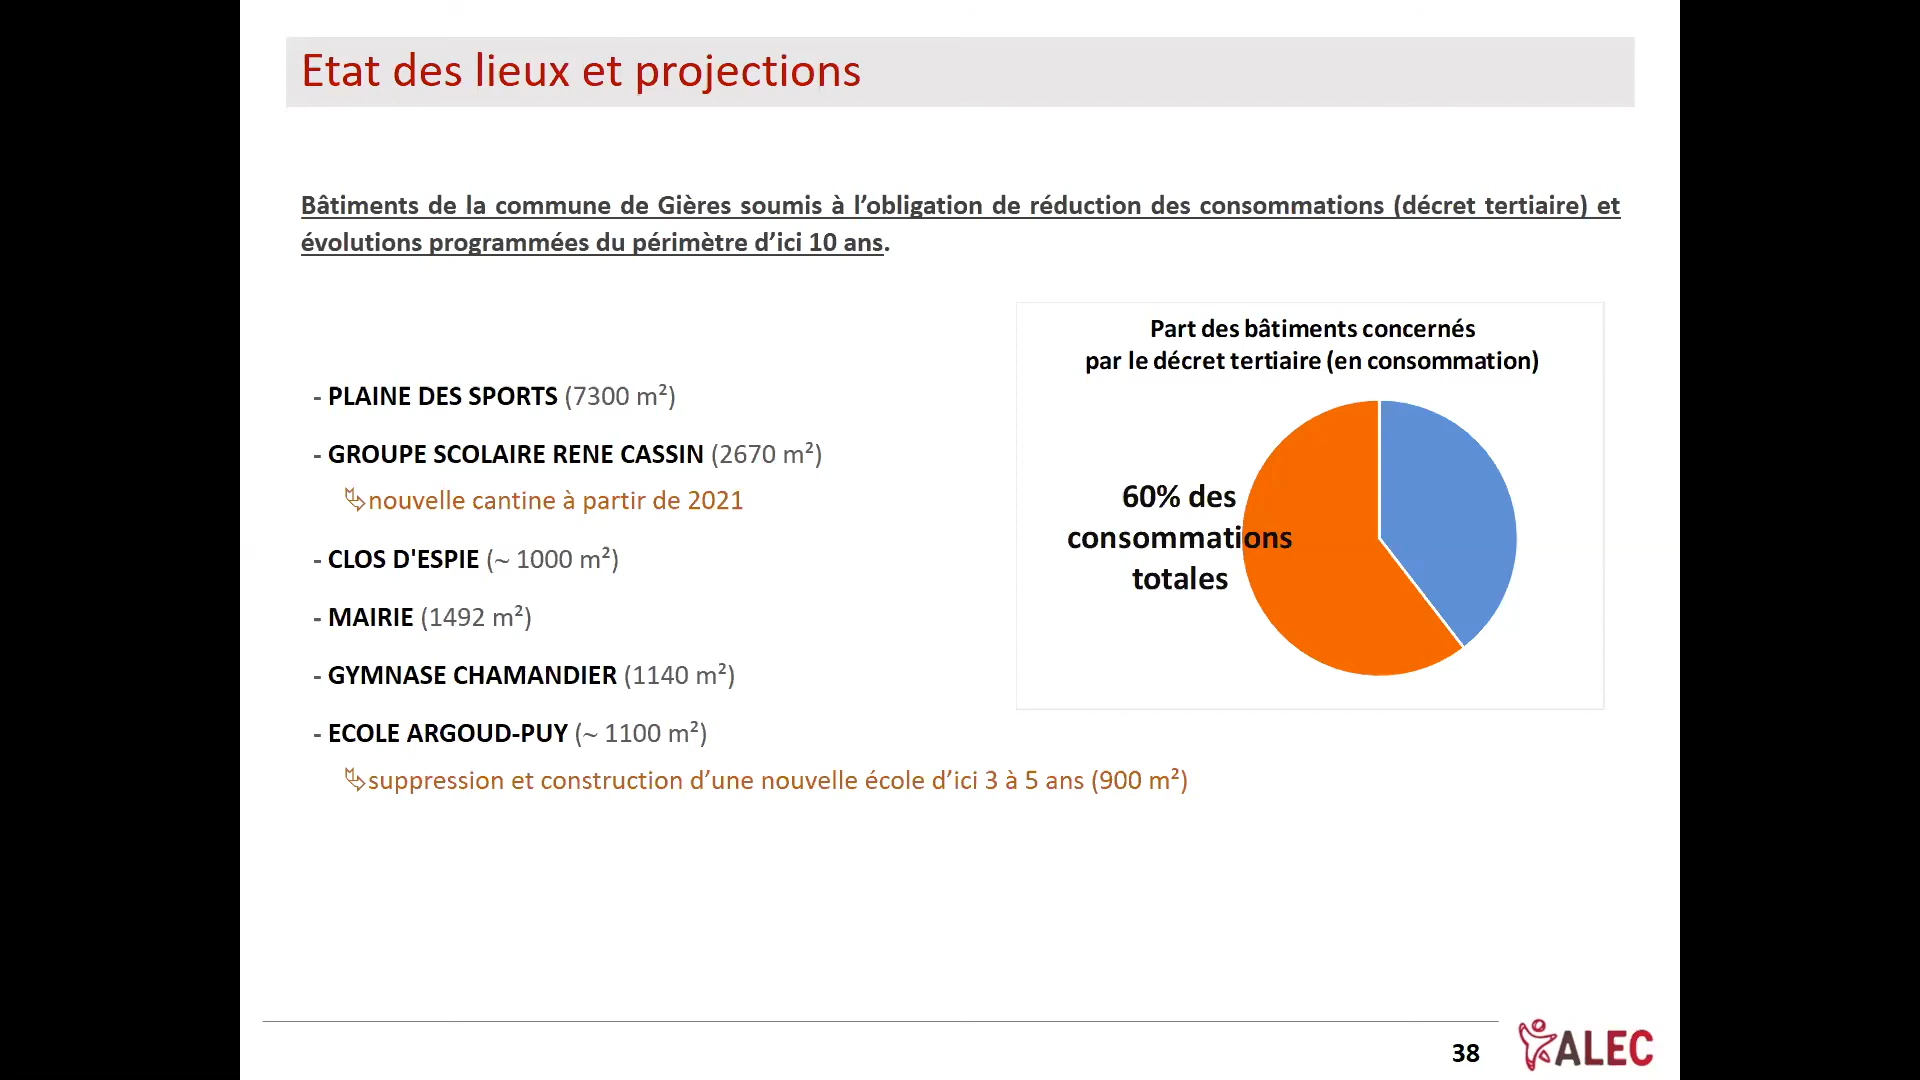 Etat des lieux et projections
Bâtiments de la commune de Gières soumis à l’obligation de réduction des consommations (décret tertiaire) et
évolutions programmées du périmètre d’ici 10 ans.
Part des bâtiments concernés
par le décret tertiaire (en consommation)
60% des
consommations
totales
- PLAINE DES SPORTS (7300 m²)
- GROUPE SCOLAIRE RENE CASSIN (2670 m²)
nouvelle cantine à partir de 2021
- CLOS D'ESPIE (~ 1000 m²)
- MAIRIE (1492 m²)
- GYMNASE CHAMANDIER (1140 m²)
- ECOLE ARGOUD-PUY (~ 1100 m²)
suppression et construction d’une nouvelle école d’ici 3 à 5 ans (900 m²)
38
ALEC